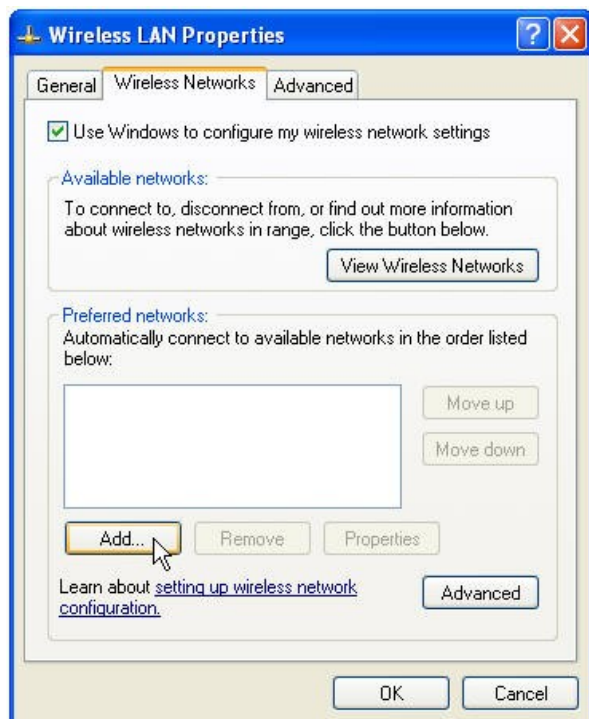 Wireless LAN Properties
?
General
Wireless Networks
Advanced
Use Windows to configure my wireless network settings
Available networks:
To connect to, disconnect from, or find out more information
about wireless networks in range, click the button below.
View Wireless Networks
Preferred networks:
Automatically connect to available networks in the order listed
below:
Move up
Move down
Add...
Remove
Properties
Learn about setting up wireless network
configuration.
Advanced
OK
Cancel